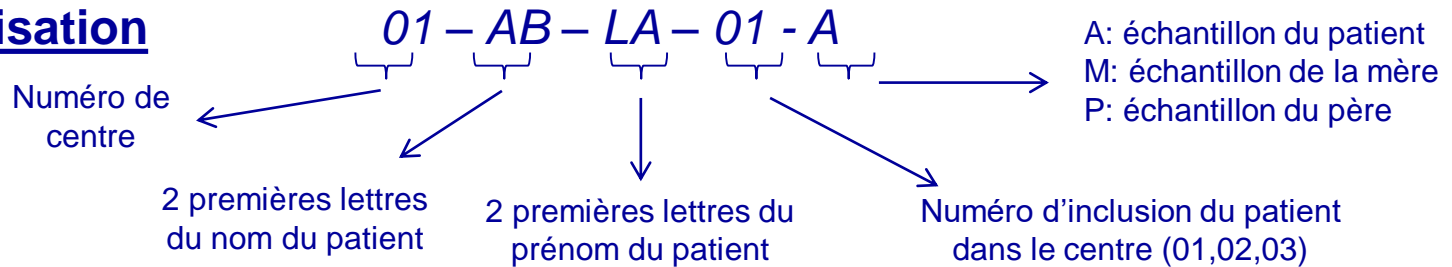 isation
01 – AB – LA – 01 - A
A: échantillon du patient
M: échantillon de la mère
P: échantillon du père
Numéro de
centre
2 premières lettres
du nom du patient
2 premières lettres du
prénom du patient
Numéro d’inclusion du patient
dans le centre (01,02,03)